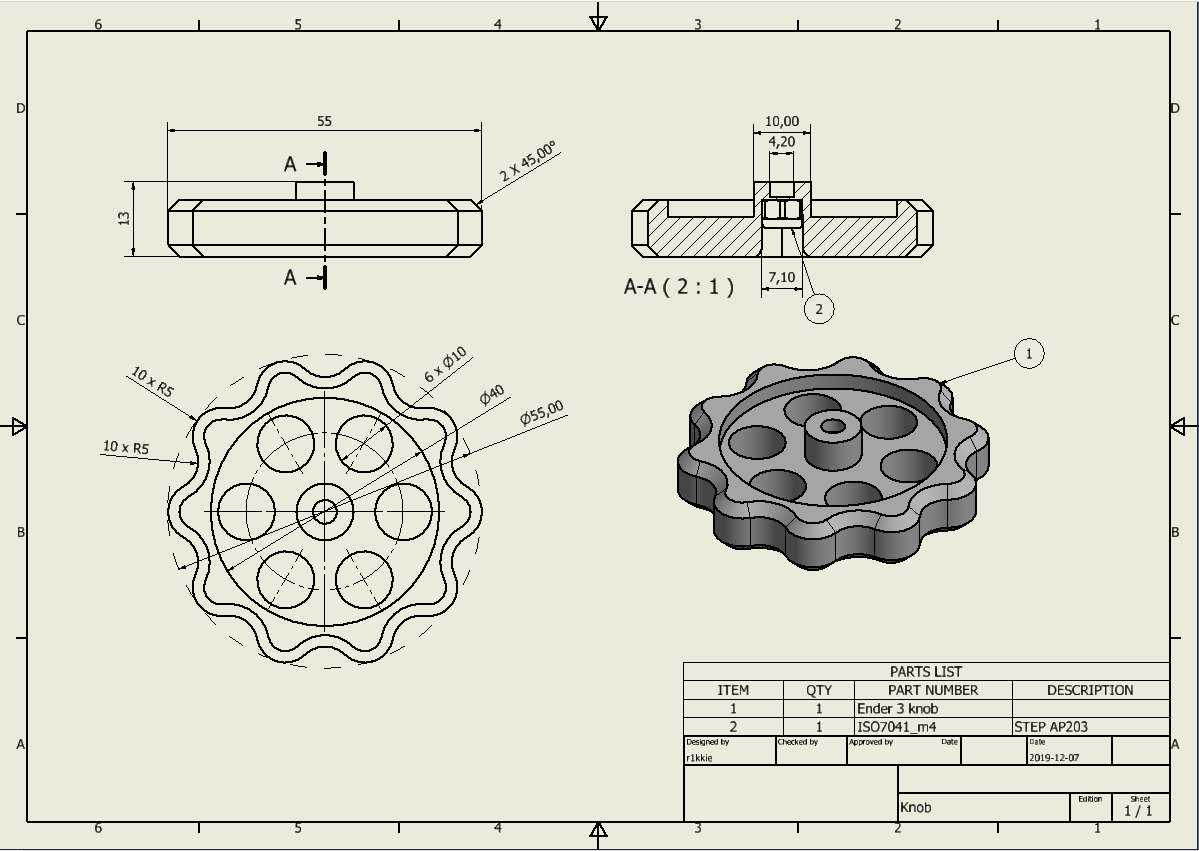 6 5 4 3 2 1
D D
55
10,00
4,20
A
2 X 45,00°
13
A
7,10
A-A ( 2 : 1 )
2
C C
1
10 x R5
6 x Ø10
Ø40
Ø55,00
10 x R5
B B
PARTS LIST
ITEM QTY PART NUMBER DESCRIPTION
1 1 Ender 3 knob
2 1 ISO7041_m4 STEP AP203
A A
Designed by Checked by Approved by Date Date
r1kkie 2019-12-07
Edition Sheet
Knob 1 / 1
6 5 4 3 2 1